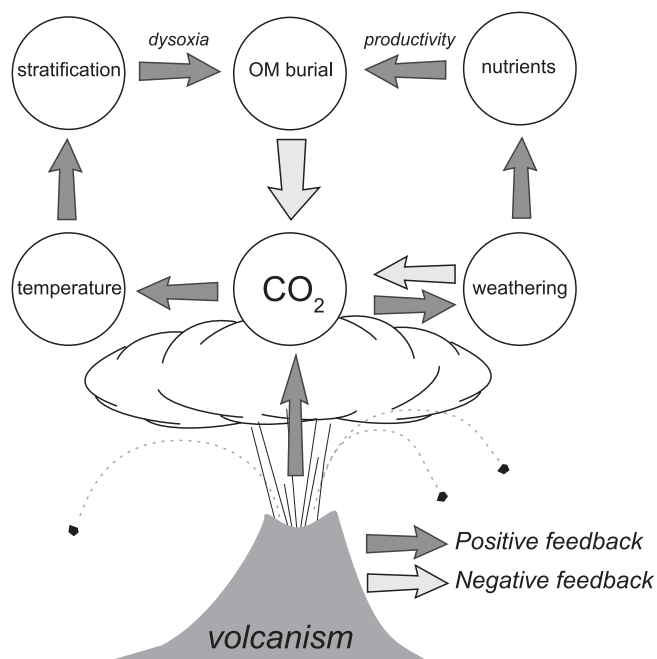 dysoxia
productivity
stratification
OM burial
nutrients
temperature
CO₂
weathering
Positive feedback
Negative feedback
volcanism